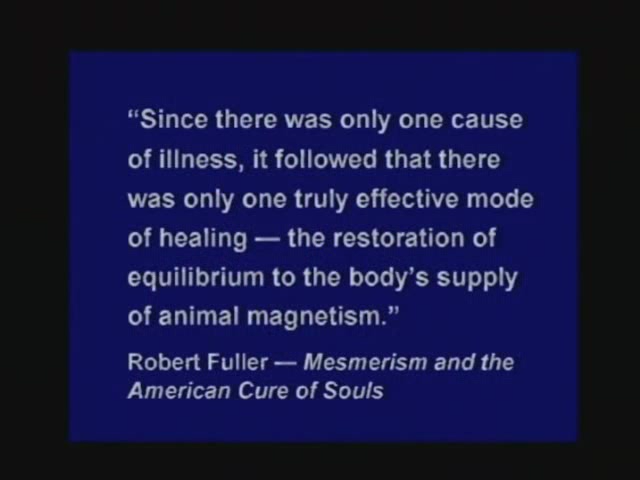 “Since there was only one cause
of illness, it followed that there
was only one truly effective mode
of healing — the restoration of
equilibrium to the body’s supply
of animal magnetism.”
Robert Fuller — Mesmerism and the
American Cure of Souls